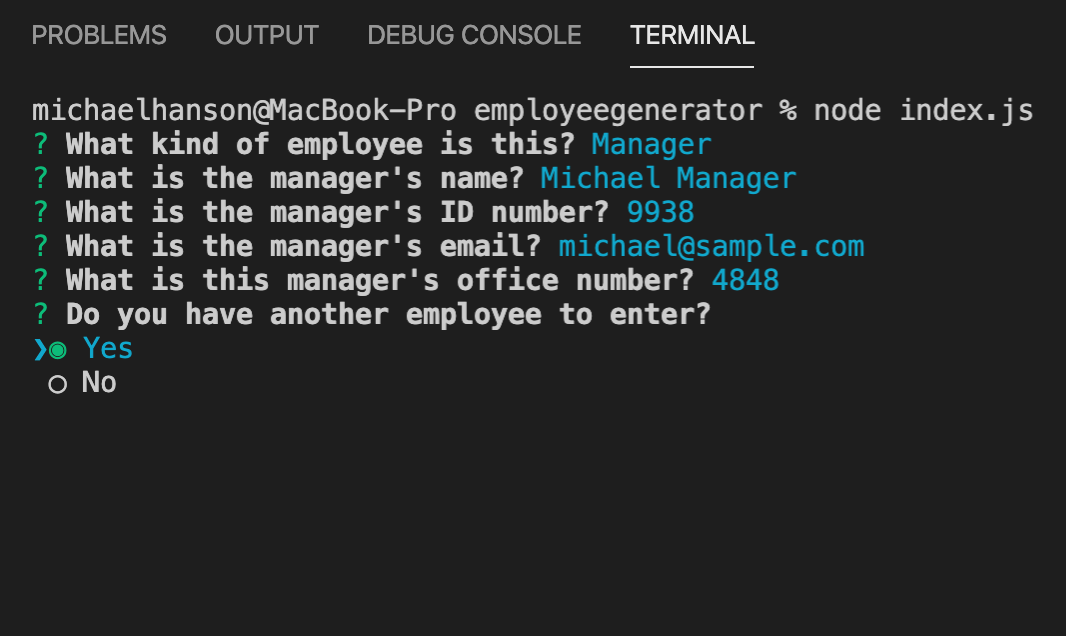 PROBLEMS OUTPUT DEBUG CONSOLE TERMINAL
michaelhanson@MacBook-Pro employeegenerator % node index.js
? What kind of employee is this? Manager
? What is the manager's name? Michael Manager
? What is the manager's ID number? 9938
? What is the manager's email? michael@sample.com
? What is this manager's office number? 4848
? Do you have another employee to enter?
❯◉ Yes
◯ No